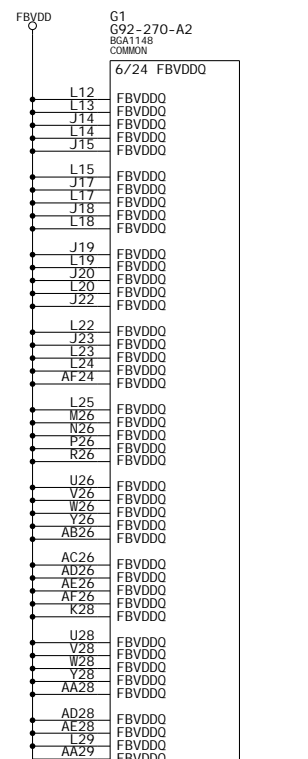 FBVDD
G1
G92-270-A2
BGA1148
COMMON
6/24 FBVDDQ
L12 FBVDDQ
L13 FBVDDQ
J14 FBVDDQ
L14 FBVDDQ
J15 FBVDDQ
L15 FBVDDQ
J17 FBVDDQ
L17 FBVDDQ
J18 FBVDDQ
L18 FBVDDQ
J19 FBVDDQ
L19 FBVDDQ
J20 FBVDDQ
L20 FBVDDQ
J22 FBVDDQ
L22 FBVDDQ
J23 FBVDDQ
L23 FBVDDQ
L24 FBVDDQ
AF24 FBVDDQ
L25 FBVDDQ
M26 FBVDDQ
N26 FBVDDQ
P26 FBVDDQ
R26 FBVDDQ
U26 FBVDDQ
V26 FBVDDQ
W26 FBVDDQ
Y26 FBVDDQ
AB26 FBVDDQ
AC26 FBVDDQ
AD26 FBVDDQ
AE26 FBVDDQ
AF26 FBVDDQ
K28 FBVDDQ
U28 FBVDDQ
V28 FBVDDQ
W28 FBVDDQ
Y28 FBVDDQ
AA28 FBVDDQ
AD28 FBVDDQ
AE28 FBVDDQ
L29 FBVDDQ
AA29 FBVDDQ